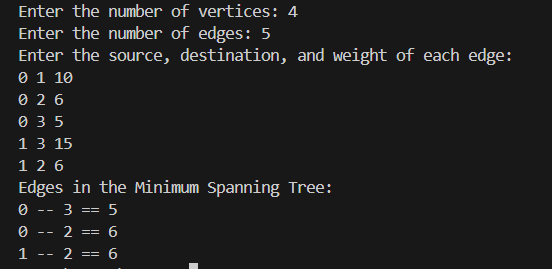 Enter the number of vertices: 4
Enter the number of edges: 5
Enter the source, destination, and weight of each edge:
0 1 10
0 2 6
0 3 5
1 3 15
1 2 6
Edges in the Minimum Spanning Tree:
0 -- 3 == 5
0 -- 2 == 6
1 -- 2 == 6